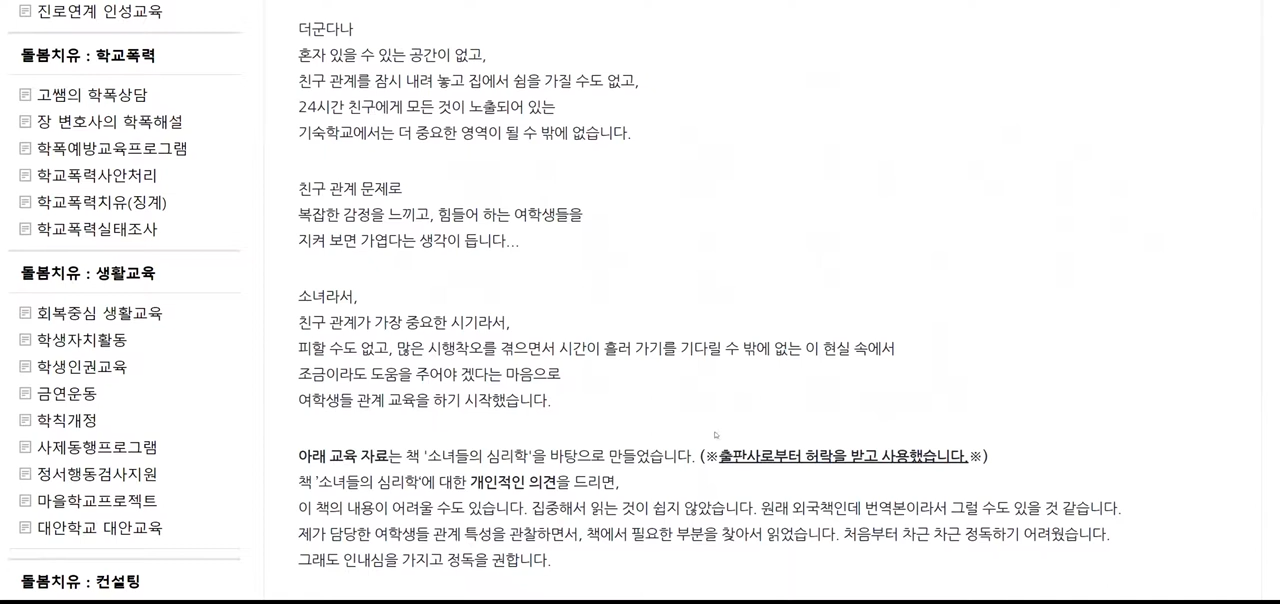 진로연계 인성교육
돌봄치유 : 학교폭력
고쌤의 학폭상담
장 변호사의 학폭해설
학폭예방교육프로그램
학교폭력사안처리
학교폭력치유(징계)
학교폭력실태조사
돌봄치유 : 생활교육
회복중심 생활교육
학생자치활동
학생인권교육
금연운동
학칙개정
사제동행프로그램
정서행동검사지원
마을학교프로젝트
대안학교 대안교육
돌봄치유 : 컨설팅
더군다나
혼자 있을 수 있는 공간이 없고,
친구 관계를 잠시 내려 놓고 집에서 쉼을 가질 수도 없고,
24시간 친구에게 모든 것이 노출되어 있는
기숙학교에서는 더 중요한 영역이 될 수 밖에 없습니다.
친구 관계 문제로
복잡한 감정을 느끼고, 힘들어 하는 여학생들을
지켜 보면 가엽다는 생각이 듭니다...
소녀라서,
친구 관계가 가장 중요한 시기라서,
피할 수도 없고, 많은 시행착오를 겪으면서 시간이 흘러 가기를 기다릴 수 밖에 없는 이 현실 속에서
조금이라도 도움을 주어야 겠다는 마음으로
여학생들 관계 교육을 하기 시작했습니다.
아래 교육 자료는 책 '소녀들의 심리학'을 바탕으로 만들었습니다. (※출판사로부터 허락을 받고 사용했습니다.※)
책 '소녀들의 심리학'에 대한 개인적인 의견을 드리면,
이 책의 내용이 어려울 수도 있습니다. 집중해서 읽는 것이 쉽지 않았습니다. 원래 외국책인데 번역본이라서 그럴 수도 있을 것 같습니다.
제가 담당한 여학생들 관계 특성을 관찰하면서, 책에서 필요한 부분을 찾아서 읽었습니다. 처음부터 차근 차근 정독하기 어려웠습니다.
그래도 인내심을 가지고 정독을 권합니다.